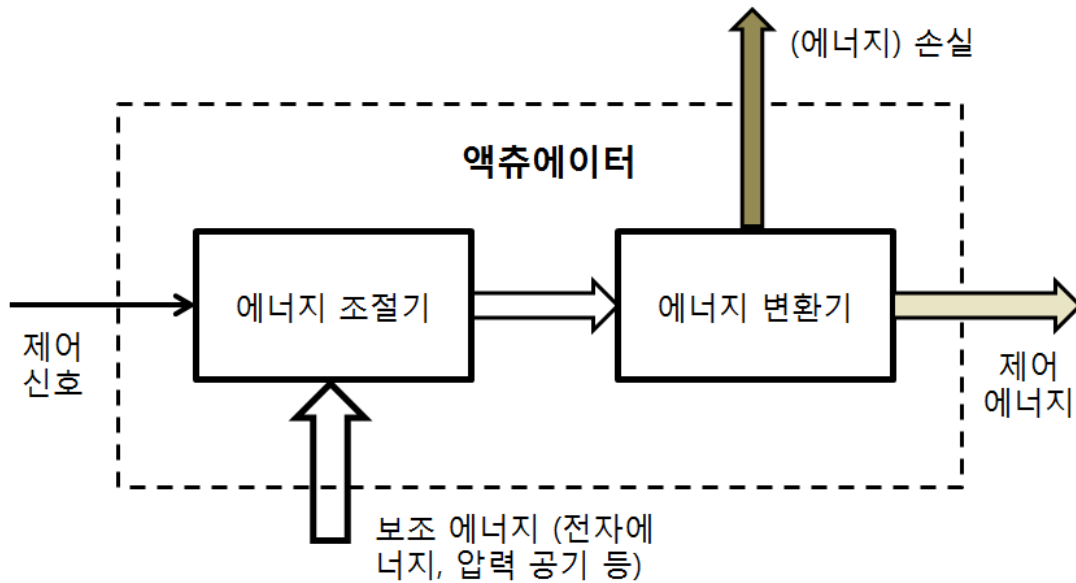 (에너지) 손실
액츄에이터
에너지 조절기
에너지 변환기
제어
신호
제어
에너지
보조 에너지 (전자에
너지, 압력 공기 등)